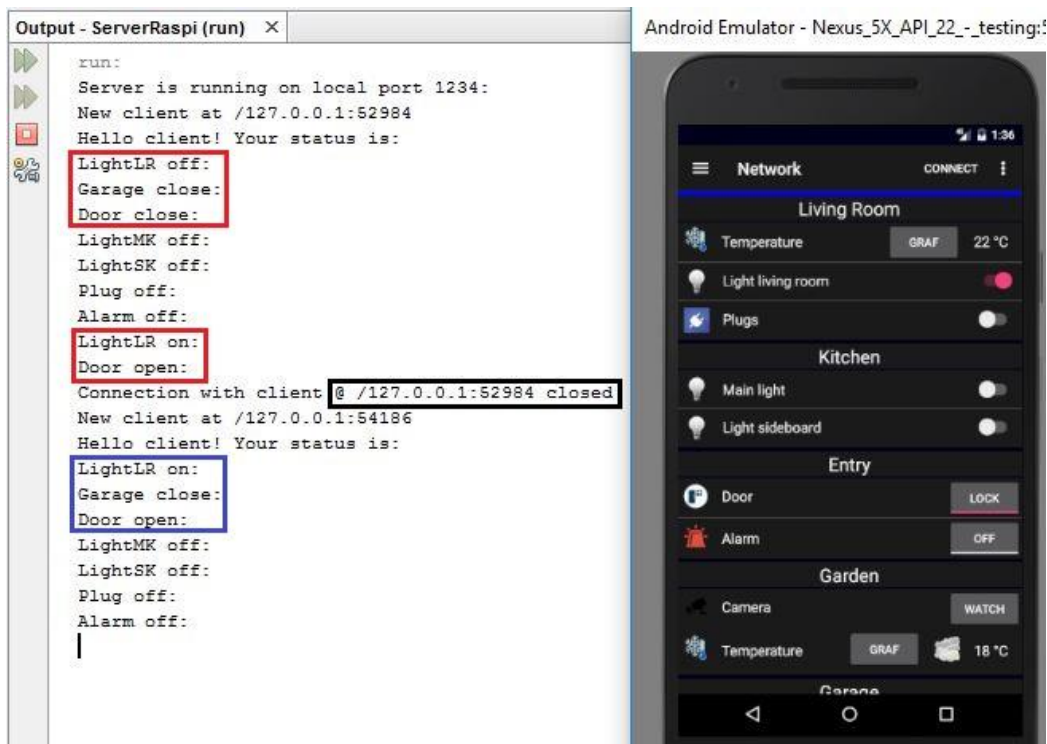 Output - ServerRaspi (run) ×
run:
Server is running on local port 1234:
New client at /127.0.0.1:52984
Hello client! Your status is:
LightLR off:
Garage close:
Door close:
LightMK off:
LightSK off:
Plug off:
Alarm off:
LightLR on:
Door open:
Connection with client @ /127.0.0.1:52984 closed
New client at /127.0.0.1:54186
Hello client! Your status is:
LightLR on:
Garage close:
Door open:
LightMK off:
LightSK off:
Plug off:
Alarm off:
Android Emulator - Nexus_5X_API_22_-_testing:5
1:36
Network CONNECT
Living Room
Temperature GRAF 22 °C
Light living room
Plugs
Kitchen
Main light
Light sideboard
Entry
Door LOCK
Alarm OFF
Garden
Camera WATCH
Temperature GRAF 18 °C
Garage